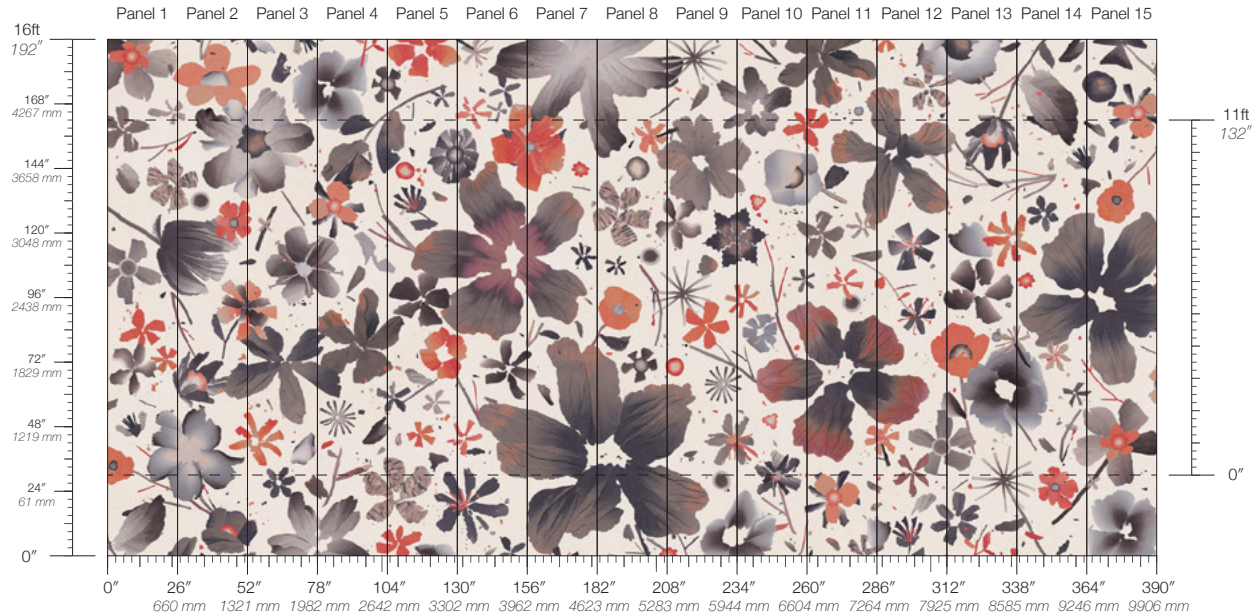 Panel 1 Panel 2 Panel 3 Panel 4 Panel 5 Panel 6 Panel 7 Panel 8 Panel 9 Panel 10 Panel 11 Panel 12 Panel 13 Panel 14 Panel 15
16ft
192”
168”
4267 mm
144”
3658 mm
120”
3048 mm
96”
2438 mm
72”
1829 mm
48”
1219 mm
24”
61 mm
0”
11ft
132”
0”
0” 26” 52” 78” 104” 130” 156” 182” 208” 234” 260” 286” 312” 338” 364” 390”
660 mm 1321 mm 1982 mm 2642 mm 3302 mm 3962 mm 4623 mm 5283 mm 5944 mm 6604 mm 7264 mm 7925 mm 8585 mm 9246 mm 9906 mm